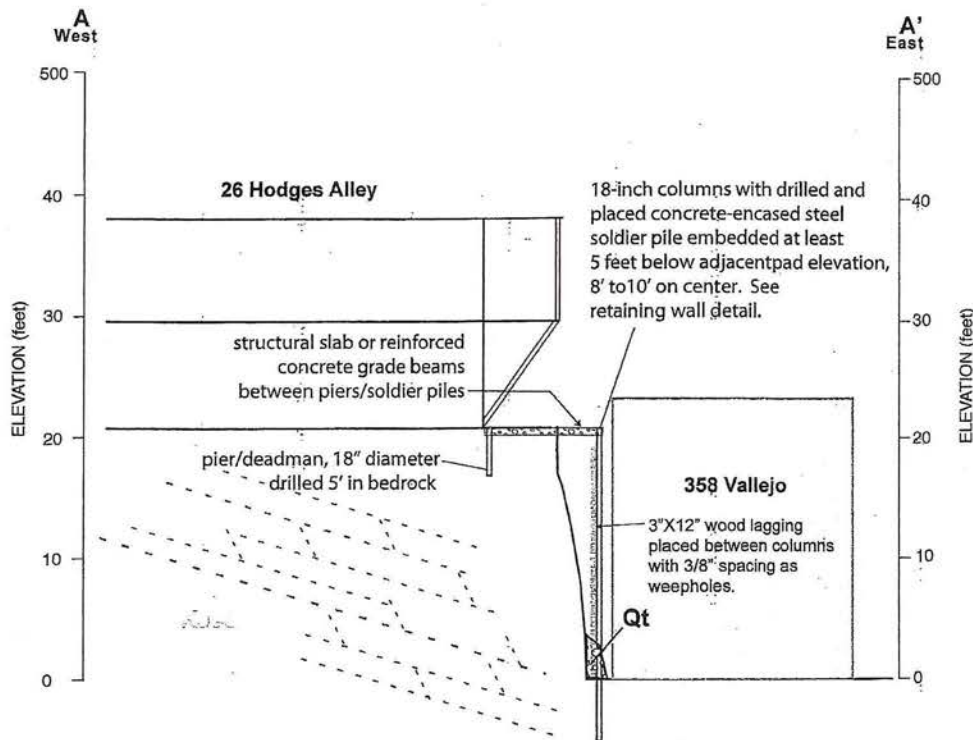 A
West
A'
East
500
500
40
40
30
30
20
20
10
10
0
0
ELEVATION (feet)
ELEVATION (feet)
26 Hodges Alley
18-inch columns with drilled and
placed concrete-encased steel
soldier pile embedded at least
5 feet below adjacentpad elevation,
8' to10' on center. See
retaining wall detail.
structural slab or reinforced
concrete grade beams
between piers/soldier piles
pier/deadman, 18" diameter
drilled 5' in bedrock
358 Vallejo
3"X12" wood lagging
placed between columns
with 3/8" spacing as
weepholes.
Qt